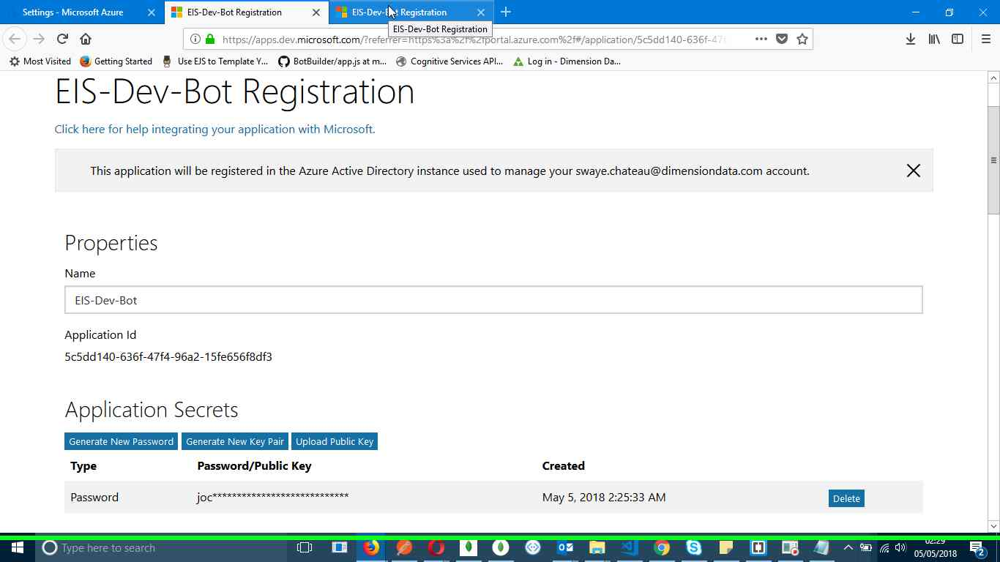 Settings - Microsoft Azure
EIS-Dev-Bot Registration
EIS-Dev-Bot Registration
EIS-Dev-Bot Registration
https://apps.dev.microsoft.com/?referrer=https%3a%2f%2fportal.azure.com%2f#/application/5c5dd140-636f-47f
Most Visited
Getting Started
Use EJS to Template Y...
BotBuilder/app.js at m...
Cognitive Services API...
Log in - Dimension Da...
EIS-Dev-Bot Registration
Click here for help integrating your application with Microsoft.
This application will be registered in the Azure Active Directory instance used to manage your swaye.chateau@dimensiondata.com account.
Properties
Name
EIS-Dev-Bot
Application Id
5c5dd140-636f-47f4-96a2-15fe656f8df3
Application Secrets
Generate New Password Generate New Key Pair Upload Public Key
Type Password/Public Key Created
Password joc**************************** May 5, 2018 2:25:33 AM Delete
Type here to search
02:29
05/05/2018
2